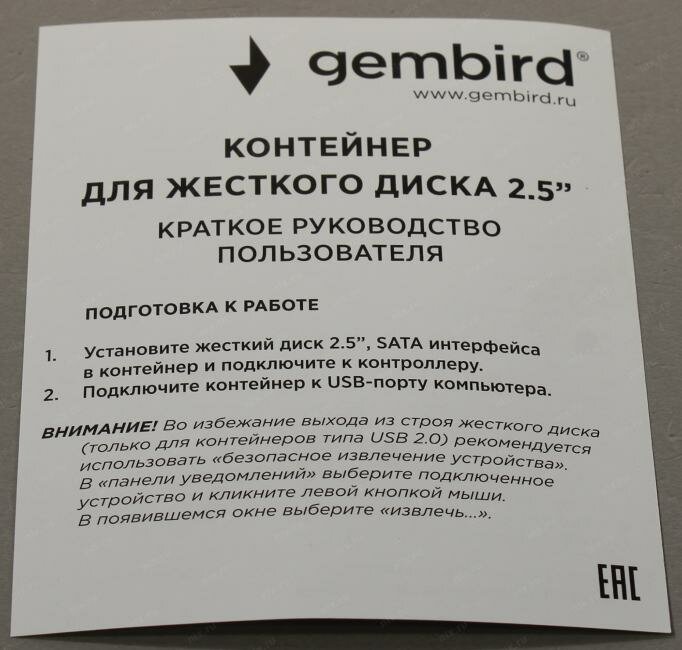 gembird®
www.gembird.ru
КОНТЕЙНЕР
ДЛЯ ЖЕСТКОГО ДИСКА 2.5”
КРАТКОЕ РУКОВОДСТВО
ПОЛЬЗОВАТЕЛЯ
ПОДГОТОВКА К РАБОТЕ
1. Установите жесткий диск 2.5”, SATA интерфейса
в контейнер и подключите к контроллеру.
2. Подключите контейнер к USB-порту компьютера.
ВНИМАНИЕ! Во избежание выхода из строя жесткого диска
(только для контейнеров типа USB 2.0) рекомендуется
использовать «безопасное извлечение устройства».
В «панели уведомлений» выберите подключенное
устройство и кликните левой кнопкой мыши.
В появившемся окне выберите «извлечь...».
EAC